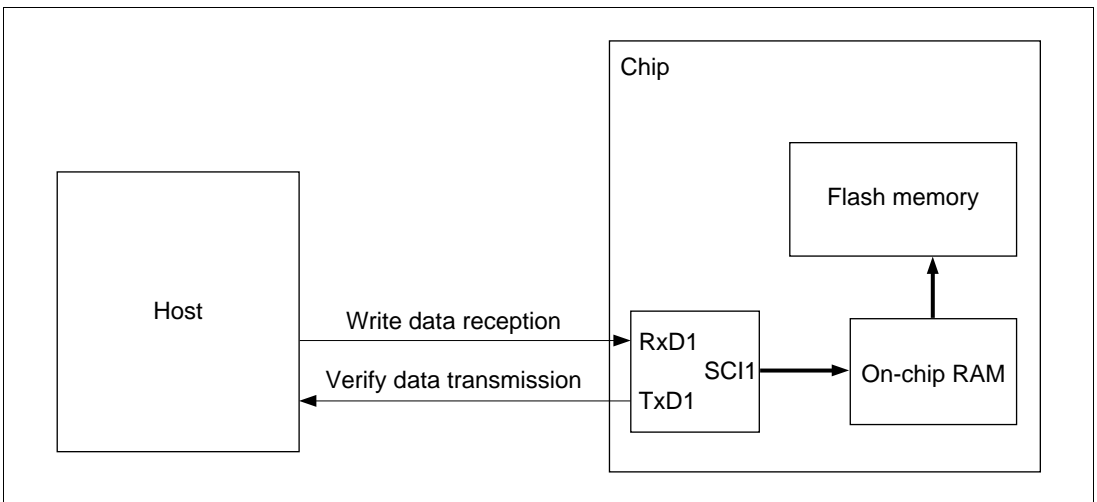 Chip
Flash memory
Host
Write data reception
RxD1
SCI1
On-chip RAM
Verify data transmission
TxD1